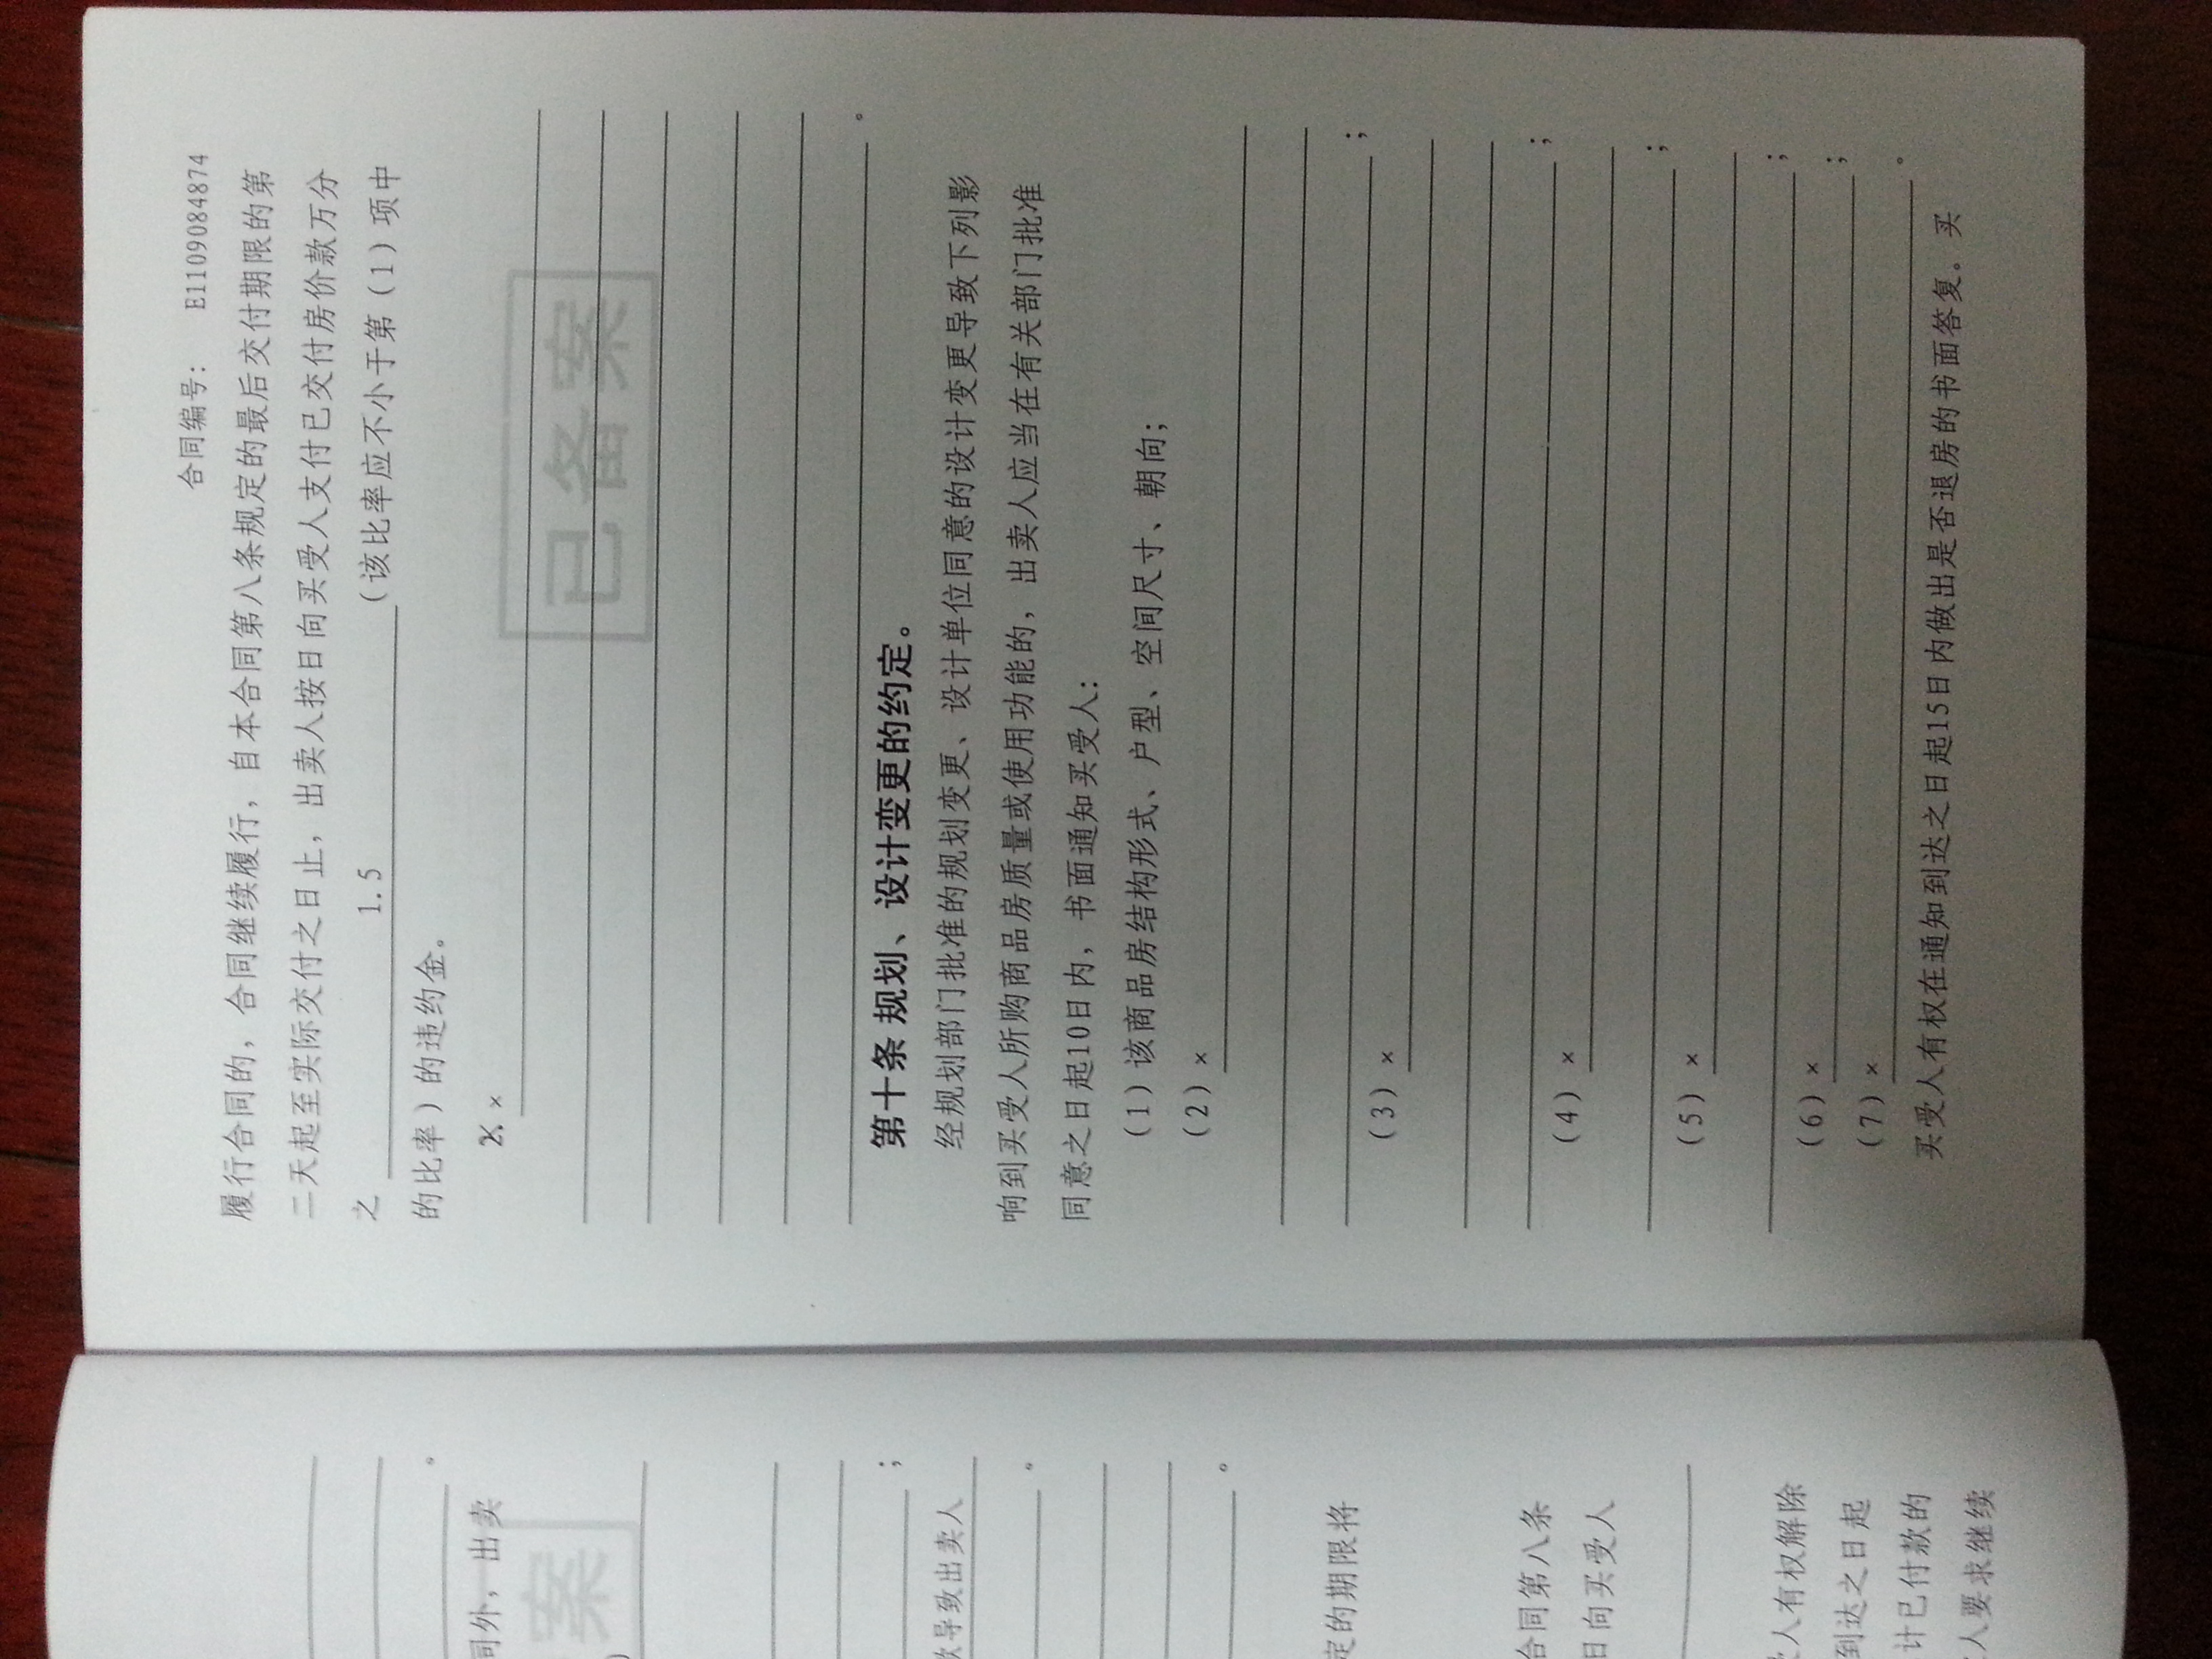 人有权解除
到达之日起
计已付款的
人要求继续
合同第八条
日向买受人
定的期限将
。
。
导致出卖人
;
案
同外，出卖
。
合同编号： E1109084874
履行合同的，合同继续履行，自本合同第八条规定的最后交付期限的第
二天起至实际交付之日止，出卖人按日向买受人支付已交付房价款万分
之 1.5 （该比率应不小于第（1）项中
的比率）的违约金。
×
已备案
。
第十条 规划、设计变更的约定。
经规划部门批准的规划变更、设计单位同意的设计变更导致下列影
响到买受人所购商品房质量或使用功能的，出卖人应当在有关部门批准
同意之日起10日内，书面通知买受人：
（1）该商品房结构形式、户型、空间尺寸、朝向；
（2）×
;
（3）×
;
（4）×
;
（5）×
;
（6）× ;
（7）× 。
买受人有权在通知到达之日起15日内做出是否退房的书面答复。买